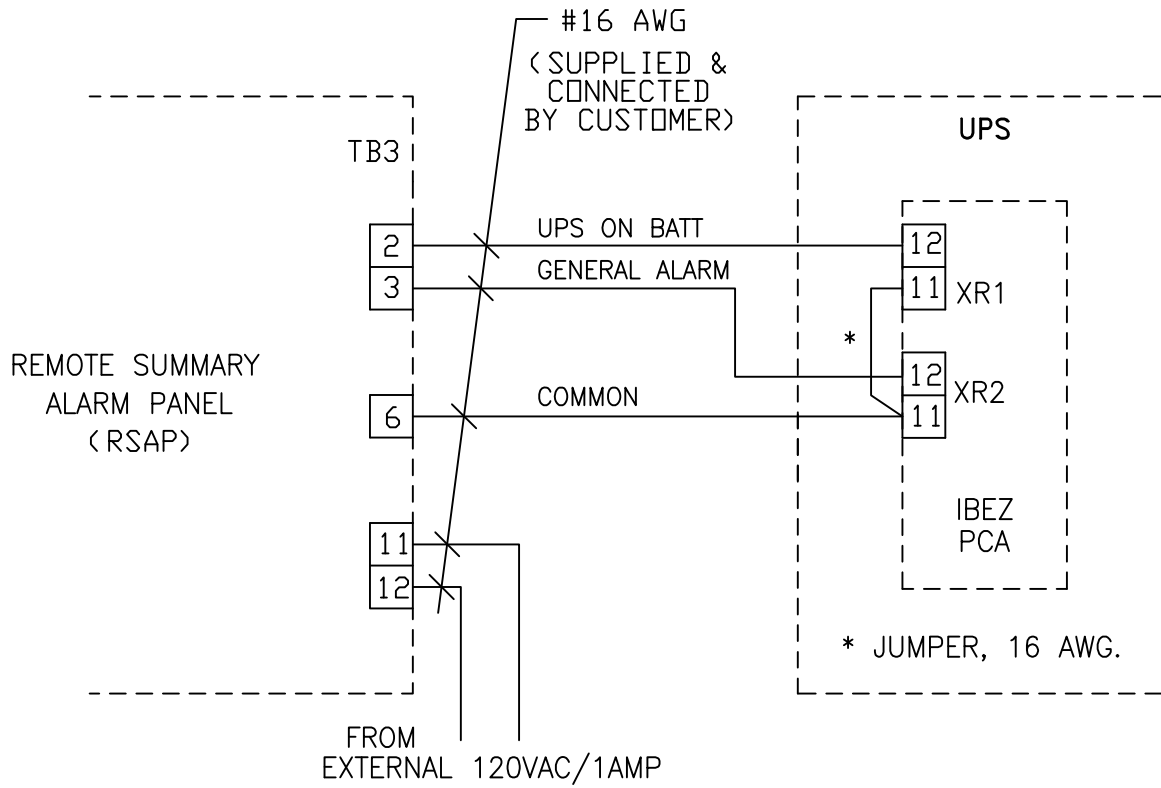 #16 AWG
(SUPPLIED &
CONNECTED
BY CUSTOMER)
UPS
TB3
2
UPS ON BATT
12
3
GENERAL ALARM
11
XR1
*
REMOTE SUMMARY
ALARM PANEL
(RSAP)
12
XR2
6
COMMON
11
IBEZ
PCA
11
12
* JUMPER, 16 AWG.
FROM
EXTERNAL 120VAC/1AMP